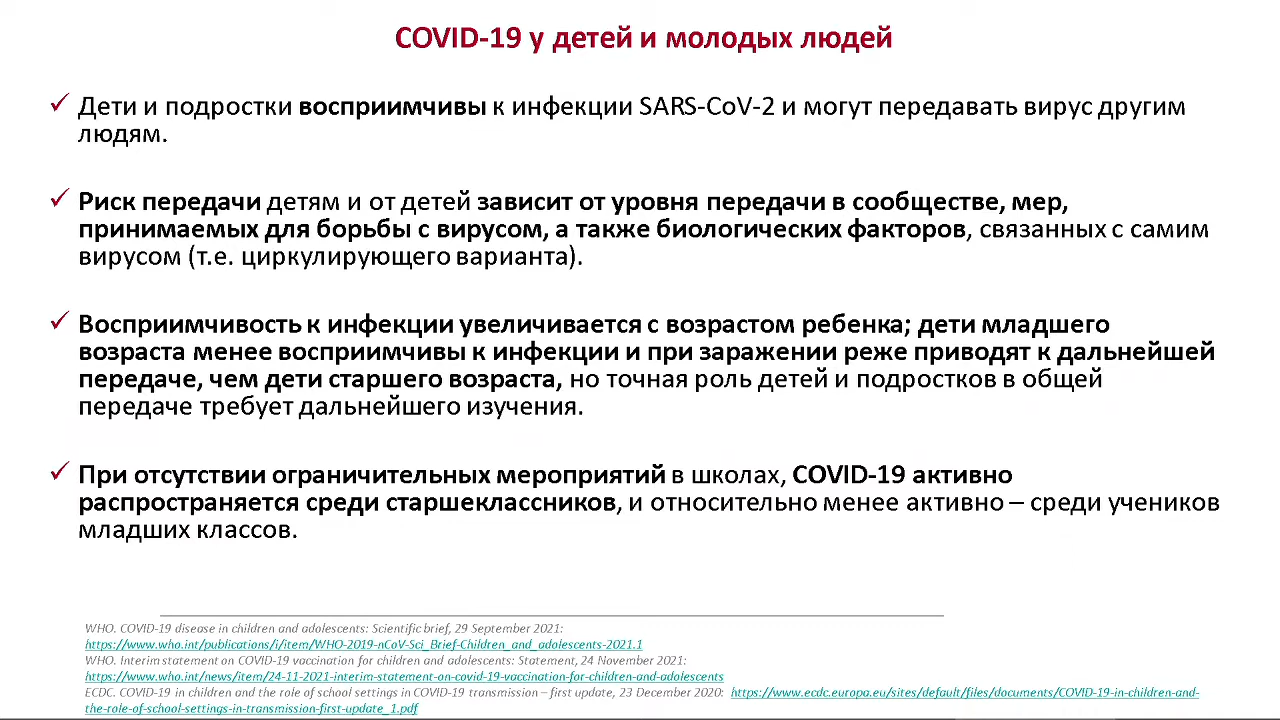 COVID-19 у детей и молодых людей
Дети и подростки восприимчивы к инфекции SARS-CoV-2 и могут передавать вирус другим
людям.
Риск передачи детям и от детей зависит от уровня передачи в сообществе, мер,
принимаемых для борьбы с вирусом, а также биологических факторов, связанных с самим
вирусом (т.е. циркулирующего варианта).
Восприимчивость к инфекции увеличивается с возрастом ребенка; дети младшего
возраста менее восприимчивы к инфекции и при заражении реже приводят к дальнейшей
передаче, чем дети старшего возраста, но точная роль детей и подростков в общей
передаче требует дальнейшего изучения.
При отсутствии ограничительных мероприятий в школах, COVID-19 активно
распространяется среди старшеклассников, и относительно менее активно – среди учеников
младших классов.
WHO. COVID-19 disease in children and adolescents: Scientific brief, 29 September 2021:
https://www.who.int/publications/i/item/WHO-2019-nCoV-Sci_Brief-Children_and_adolescents-2021.1
WHO. Interim statement on COVID-19 vaccination for children and adolescents: Statement, 24 November 2021:
https://www.who.int/news/item/24-11-2021-interim-statement-on-covid-19-vaccination-for-children-and-adolescents
ECDC. COVID-19 in children and the role of school settings in COVID-19 transmission – first update, 23 December 2020: https://www.ecdc.europa.eu/sites/default/files/documents/COVID-19-in-children-and-
the-role-of-school-settings-in-transmission-first-update_1.pdf